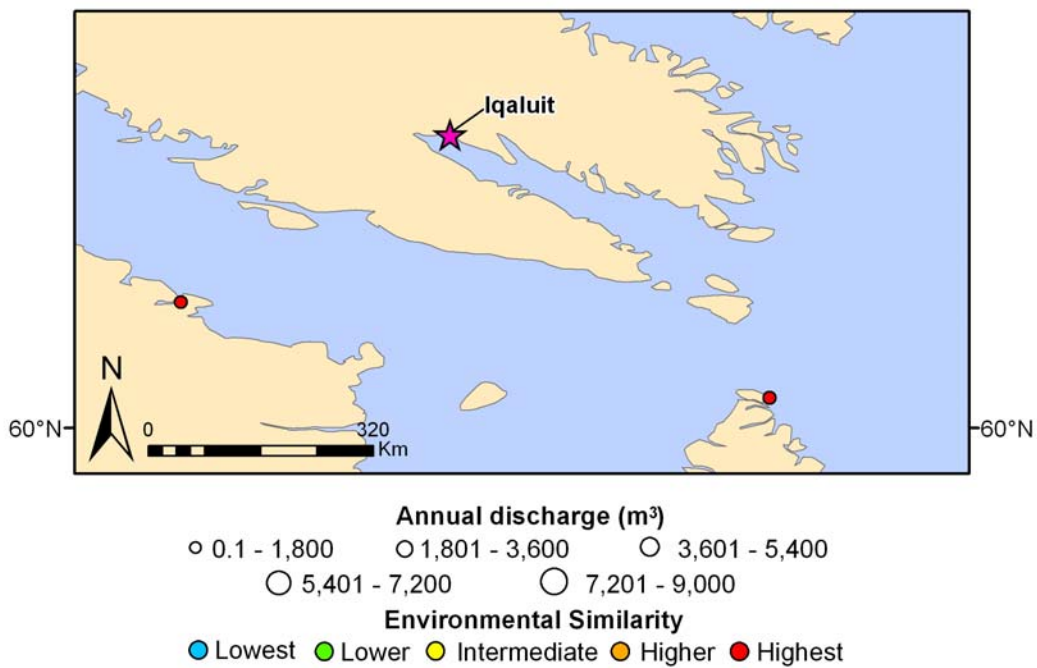 Iqaluit
N
60°N
0 320
Km
60°N
Annual discharge (m³)
0.1 - 1,800 1,801 - 3,600 3,601 - 5,400
5,401 - 7,200 7,201 - 9,000
Environmental Similarity
Lowest Lower Intermediate Higher Highest